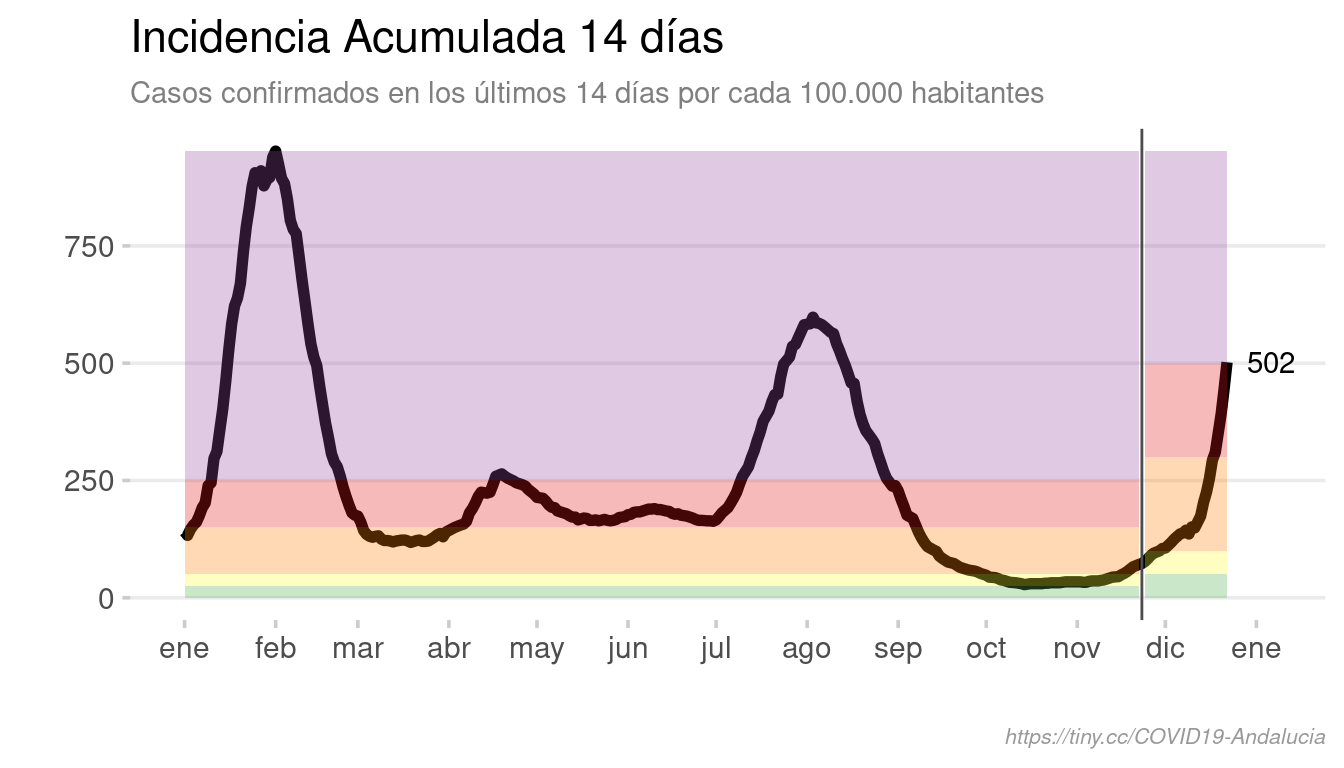 Incidencia Acumulada 14 días
Casos confirmados en los últimos 14 días por cada 100.000 habitantes
750
500
250
0
502
ene feb mar abr may jun jul ago sep oct nov dic ene
https://tiny.cc/COVID19-Andalucia